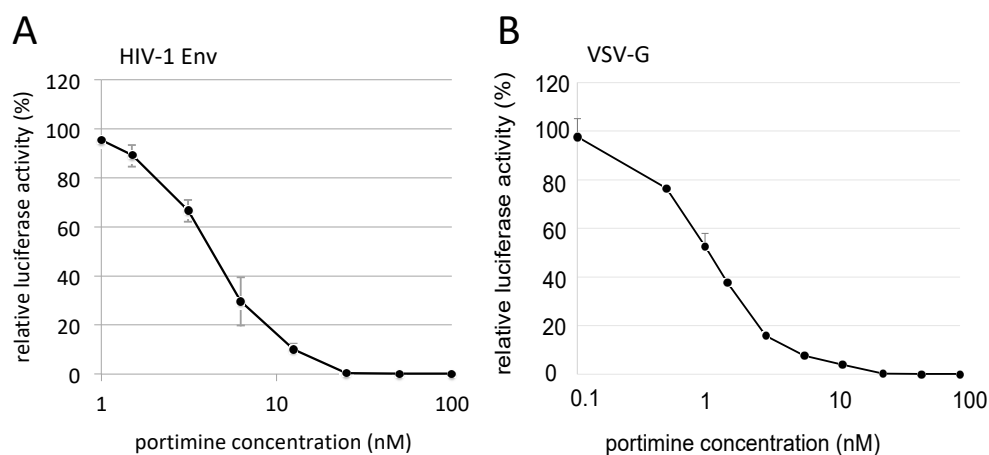 A
HIV-1 Env
relative luciferase activity (%)
120
100
80
60
40
20
0
1
10
100
portimine concentration (nM)
B
VSV-G
relative luciferase activity (%)
120
100
80
60
40
20
0
0.1
1
10
100
portimine concentration (nM)